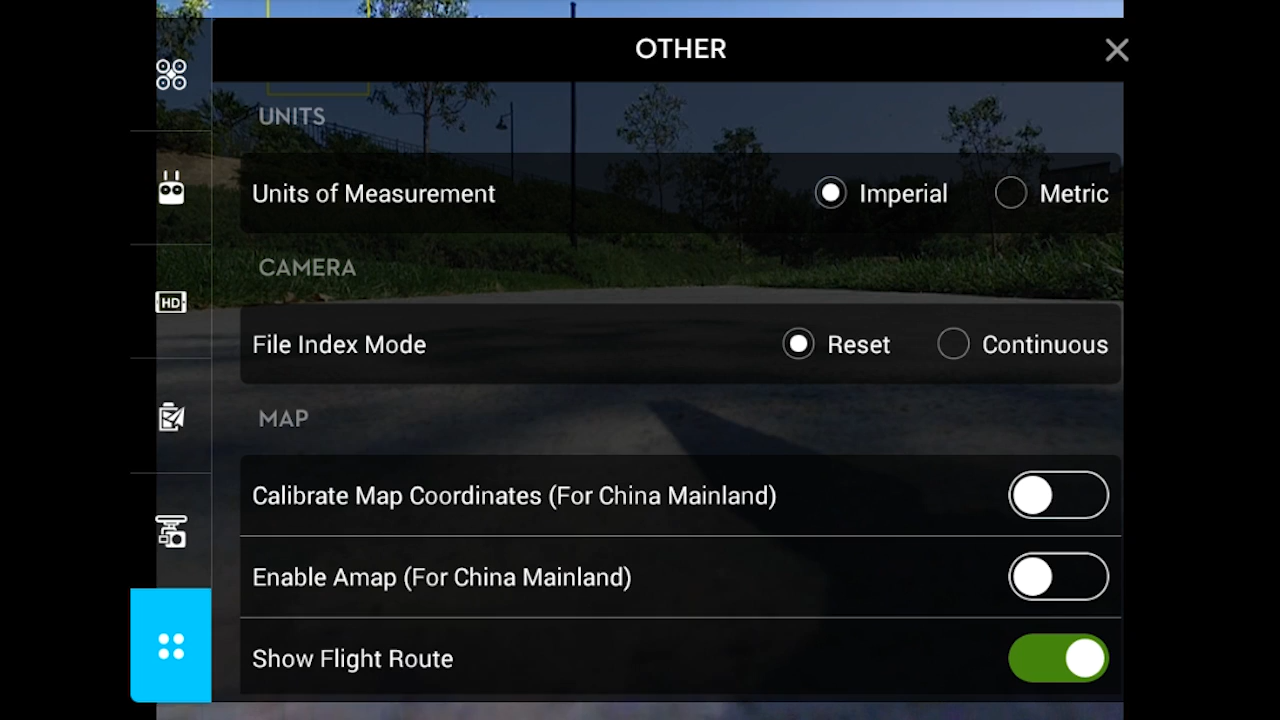 OTHER
UNITS
Units of Measurement Imperial Metric
CAMERA
HD
File Index Mode Reset Continuous
MAP
Calibrate Map Coordinates (For China Mainland)
Enable Amap (For China Mainland)
Show Flight Route